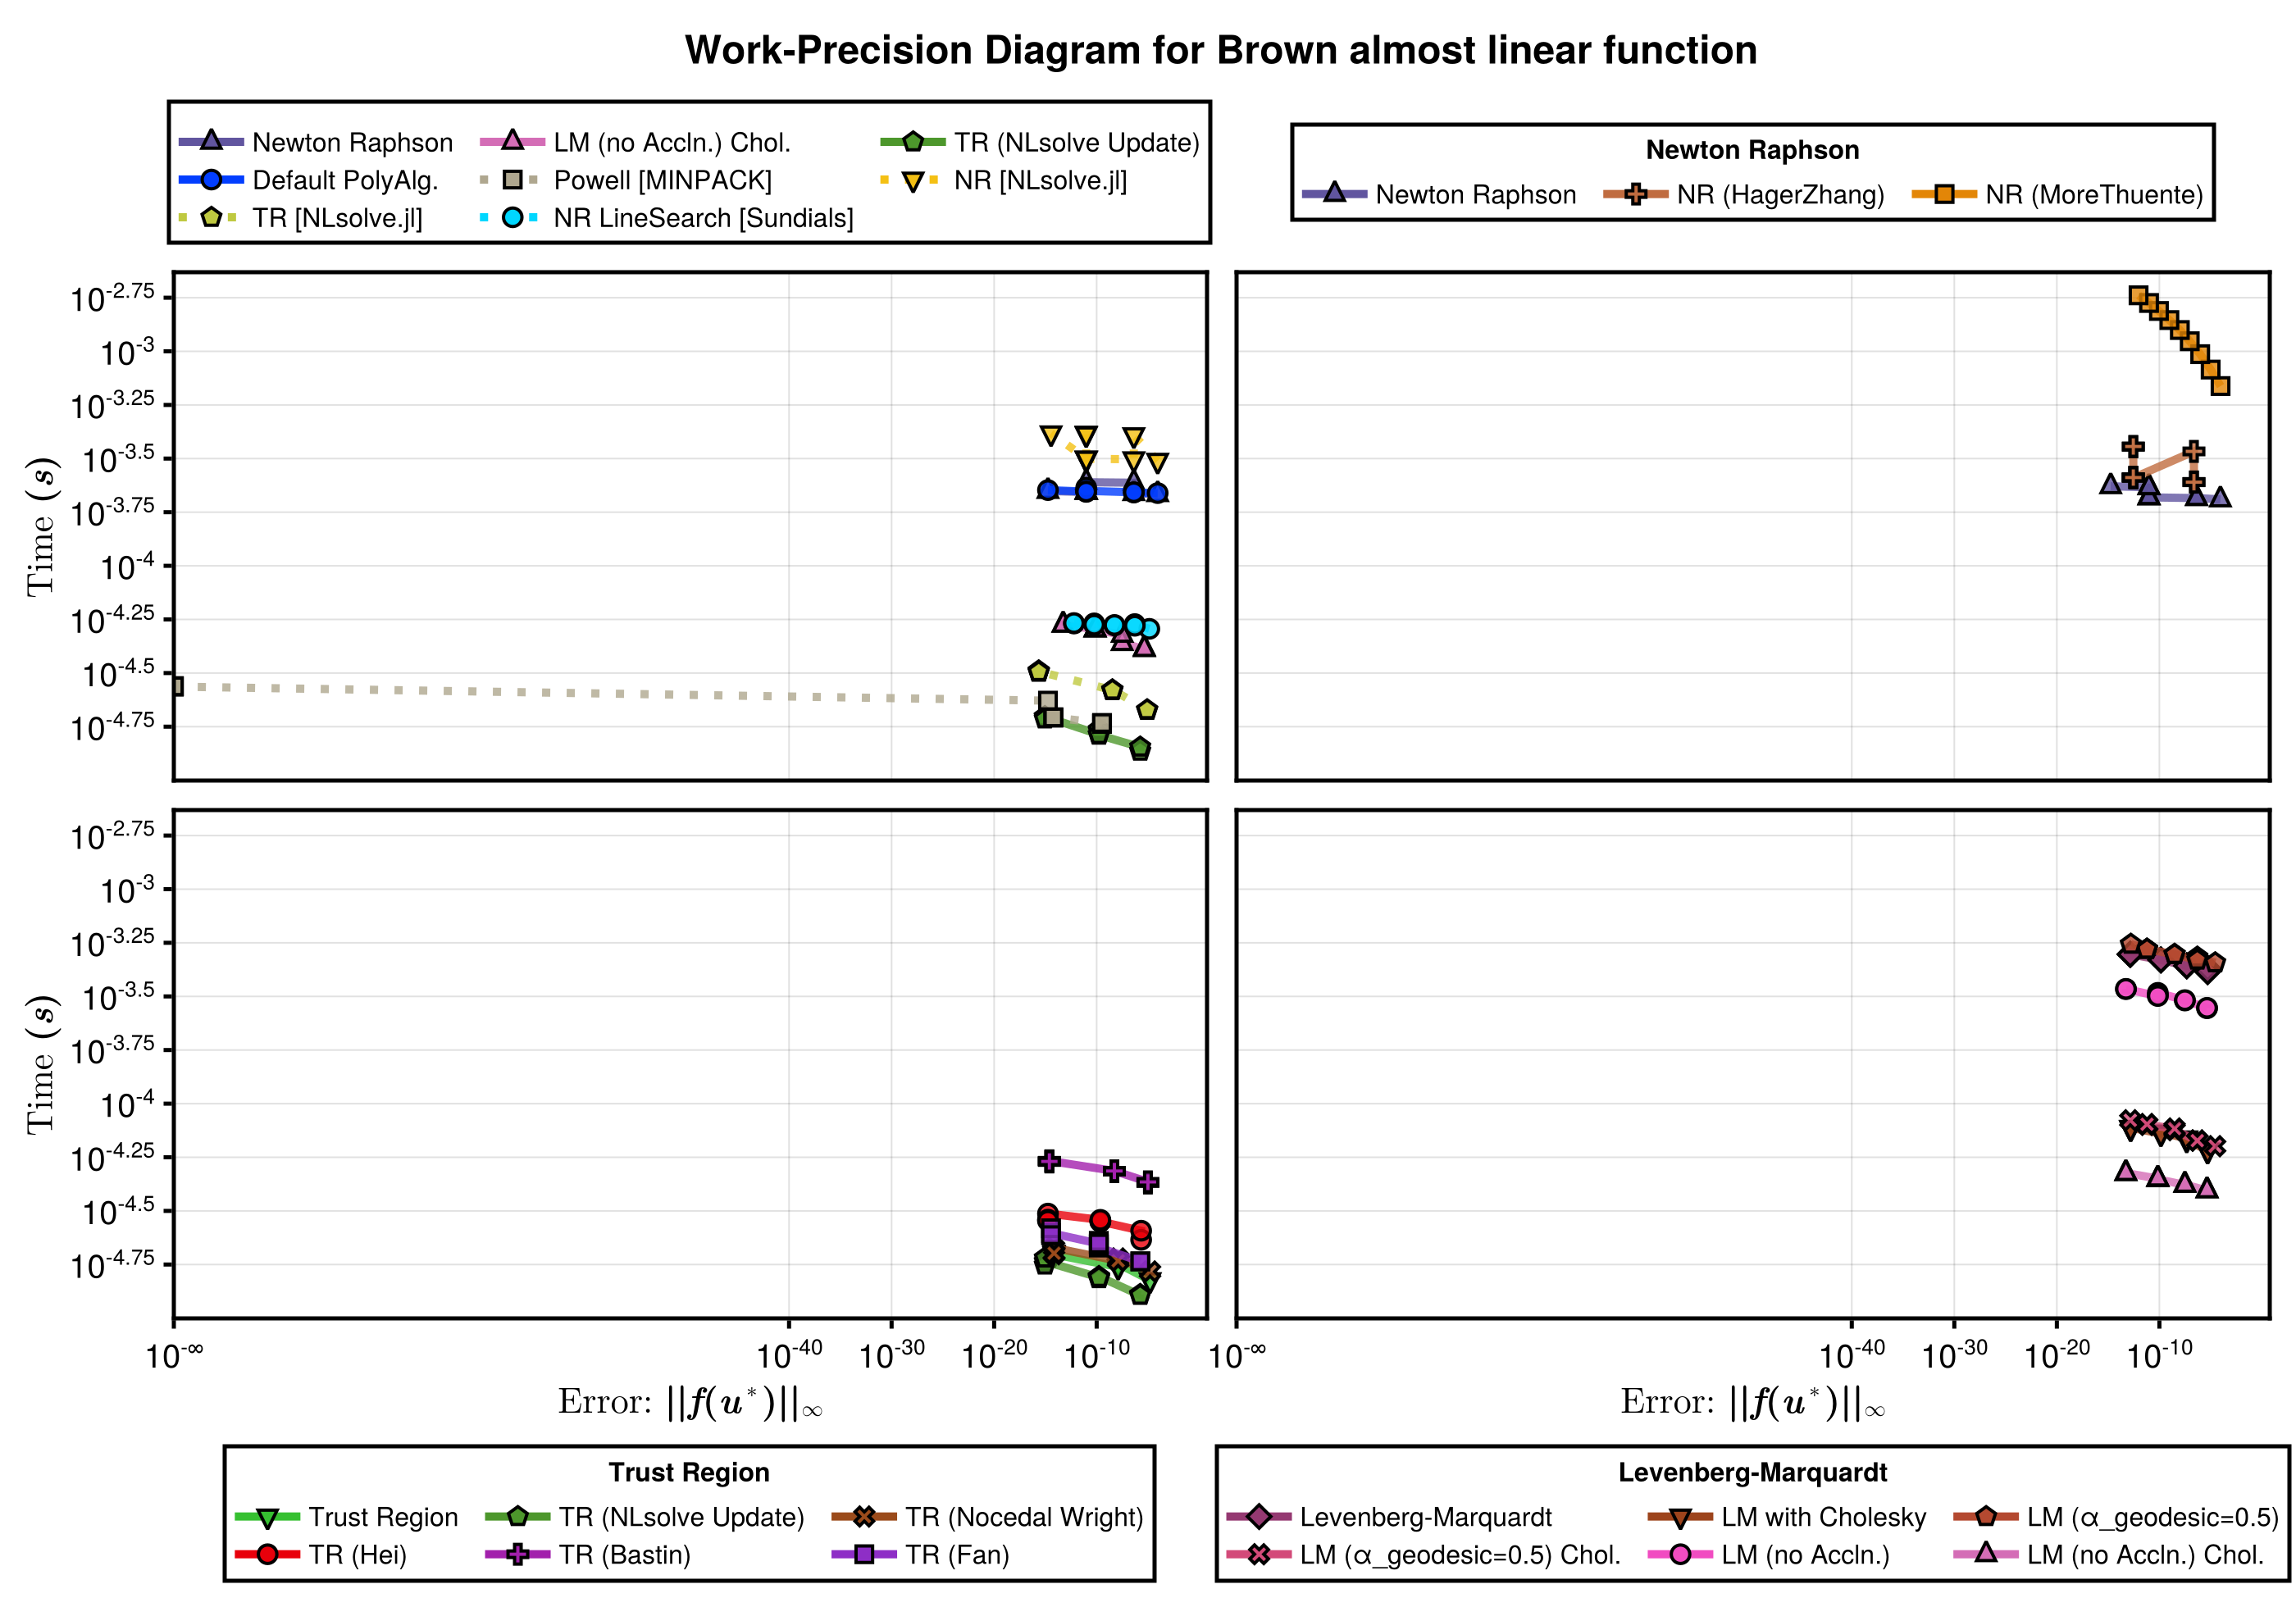 Work-Precision Diagram for Brown almost linear function
Newton Raphson LM (no Accln.) Chol. TR (NLsolve Update)
Default PolyAlg. Powell [MINPACK] NR [NLsolve.jl]
TR [NLsolve.jl] NR LineSearch [Sundials]
Newton Raphson
Newton Raphson NR (HagerZhang) NR (MoreThuente)
10^-2.75
10^-3
10^-3.25
10^-3.5
10^-3.75
10^-4
10^-4.25
10^-4.5
10^-4.75
Time (s)
10^-2.75
10^-3
10^-3.25
10^-3.5
10^-3.75
10^-4
10^-4.25
10^-4.5
10^-4.75
Time (s)
10^-∞ 10^-40 10^-30 10^-20 10^-10
Error: ||f(u*)||∞
10^-∞ 10^-40 10^-30 10^-20 10^-10
Error: ||f(u*)||∞
Trust Region
Trust Region TR (NLsolve Update) TR (Nocedal Wright)
TR (Hei) TR (Bastin) TR (Fan)
Levenberg-Marquardt
Levenberg-Marquardt LM with Cholesky LM (α_geodesic=0.5)
LM (α_geodesic=0.5) Chol. LM (no Accln.) LM (no Accln.) Chol.